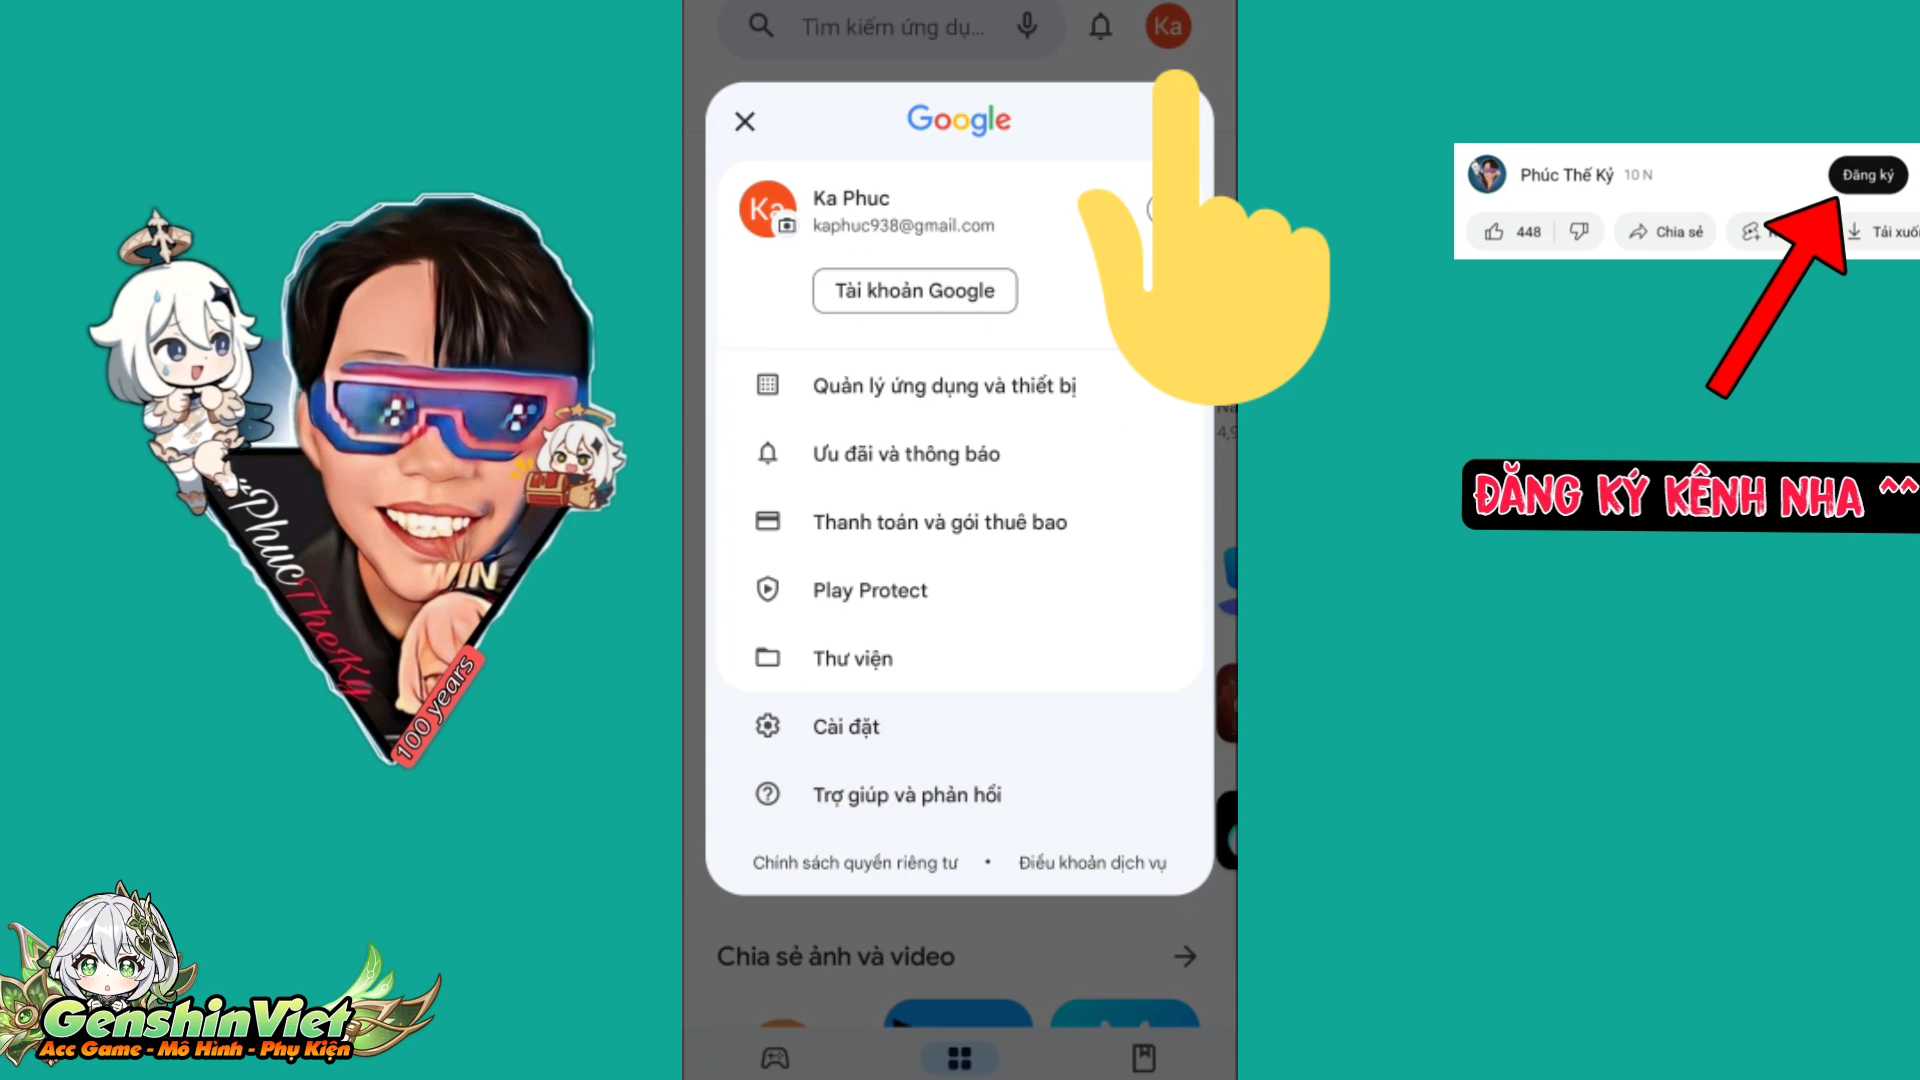 Tìm kiếm ứng dụ...
Ka
Google
Ka
Ka Phuc
kaphuc938@gmail.com
Tài khoản Google
Quản lý ứng dụng và thiết bị
Ưu đãi và thông báo
Thanh toán và gói thuê bao
Play Protect
Thư viện
Cài đặt
Trợ giúp và phản hồi
Chính sách quyền riêng tư • Điều khoản dịch vụ
Chia sẻ ảnh và video
4,9
Phúc Thế Kỷ 10 N
Đăng ký
448
Chia sẻ
Tải xuố
ĐĂNG KÝ KÊNH NHA ^^
"Phuc
TheKy
WIN
100 years
GenshinViet
Acc Game - Mô Hình - Phụ Kiện